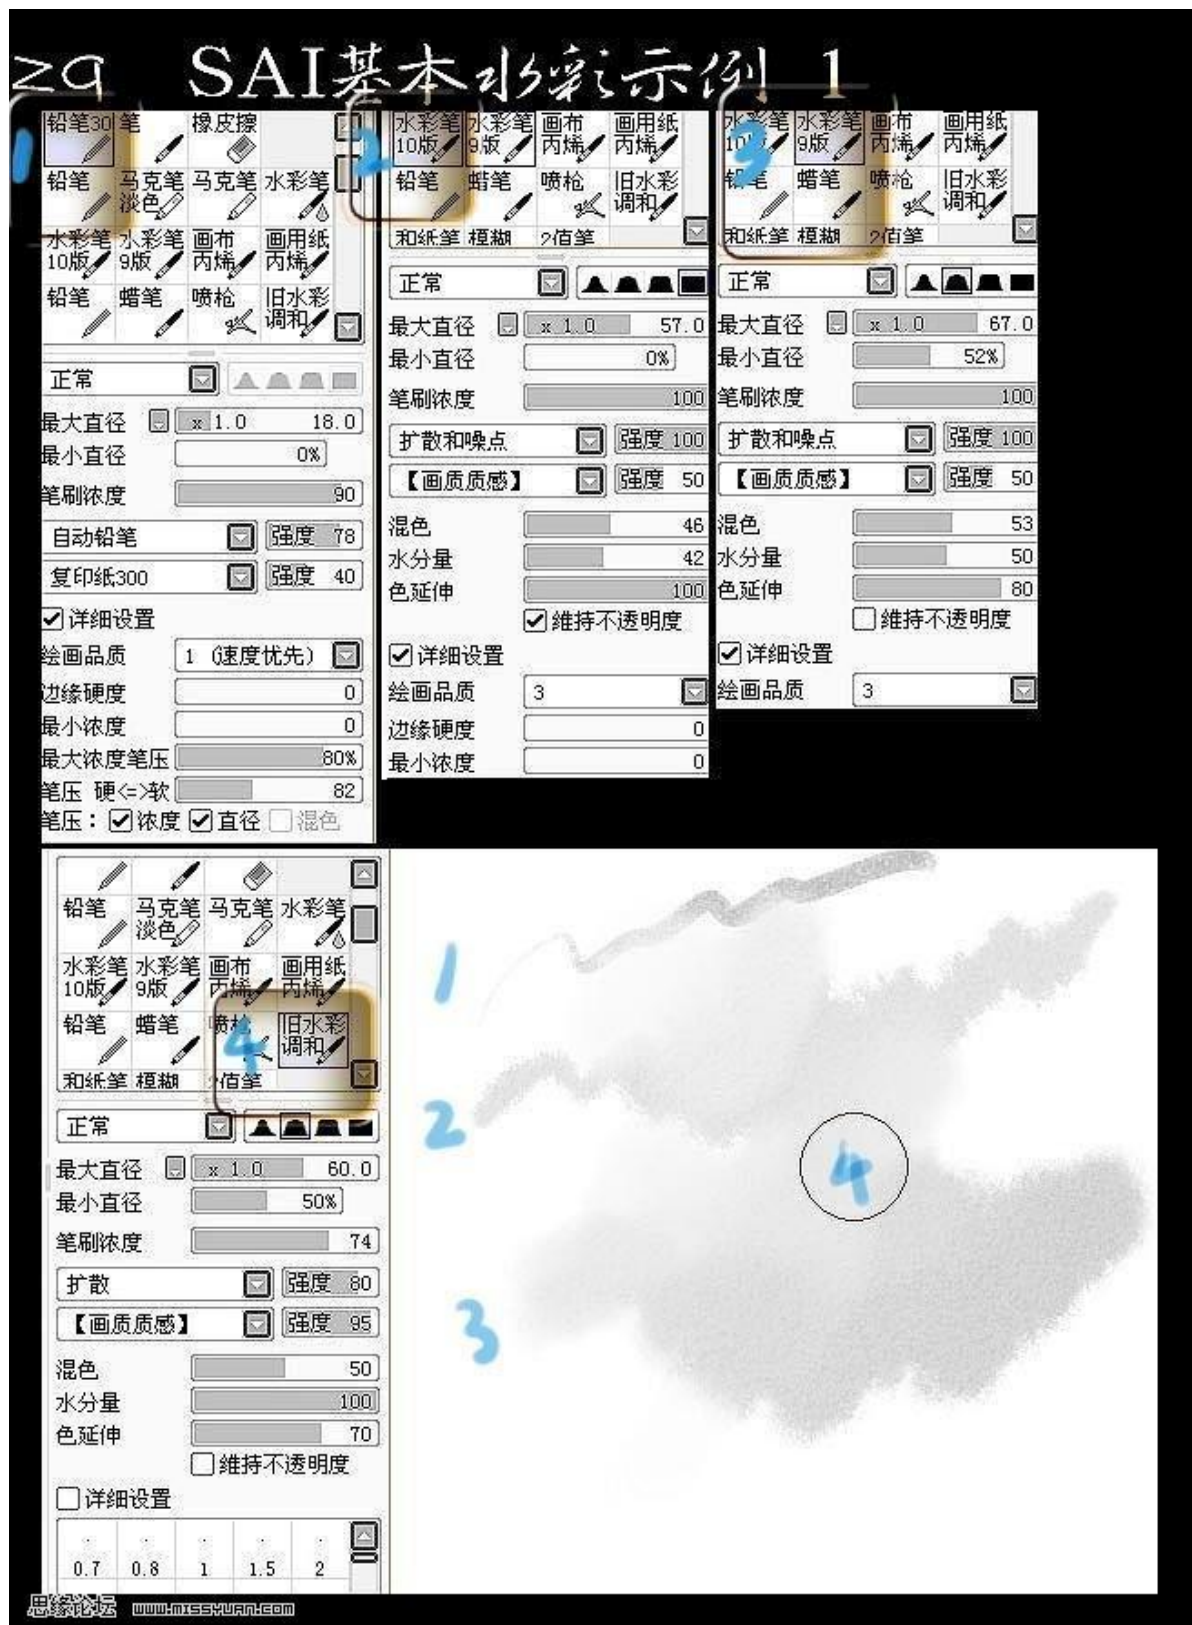 zq SAI基本水彩示例 1
1
铅笔30 笔 橡皮擦
铅笔 马克笔淡色 马克笔 水彩笔
水彩笔10版 水彩笔9版 画布丙烯 画用纸丙烯
铅笔 蜡笔 喷枪 旧水彩调和
正常
最大直径 x 1.0 18.0
最小直径 0%
笔刷浓度 90
自动铅笔 强度 78
复印纸300 强度 40
详细设置
绘画品质 1 (速度优先)
边缘硬度 0
最小浓度 0
最大浓度笔压 80%
笔压 硬<=>软 82
笔压: 浓度 直径 混色
2
水彩笔10版 水彩笔9版 画布丙烯 画用纸丙烯
铅笔 蜡笔 喷枪 旧水彩调和
和纸笔 模糊 2值笔
正常
最大直径 x 1.0 57.0
最小直径 0%
笔刷浓度 100
扩散和噪点 强度 100
【画质质感】 强度 50
混色 46
水分量 42
色延伸 100
维持不透明度
详细设置
绘画品质 3
边缘硬度 0
最小浓度 0
3
水彩笔10版 水彩笔9版 画布丙烯 画用纸丙烯
铅笔 蜡笔 喷枪 旧水彩调和
和纸笔 模糊 2值笔
正常
最大直径 x 1.0 67.0
最小直径 52%
笔刷浓度 100
扩散和噪点 强度 100
【画质质感】 强度 50
混色 53
水分量 50
色延伸 80
维持不透明度
详细设置
绘画品质 3
铅笔 马克笔淡色 马克笔 水彩笔
水彩笔10版 水彩笔9版 画布丙烯 画用纸丙烯
铅笔 蜡笔 喷枪 旧水彩调和
4
和纸笔 模糊 2值笔
正常
最大直径 x 1.0 60.0
最小直径 50%
笔刷浓度 74
扩散 强度 80
【画质质感】 强度 95
混色 50
水分量 100
色延伸 70
维持不透明度
详细设置
0.7 0.8 1 1.5 2
1
2
4
3
思缘论坛 www.missyuan.com